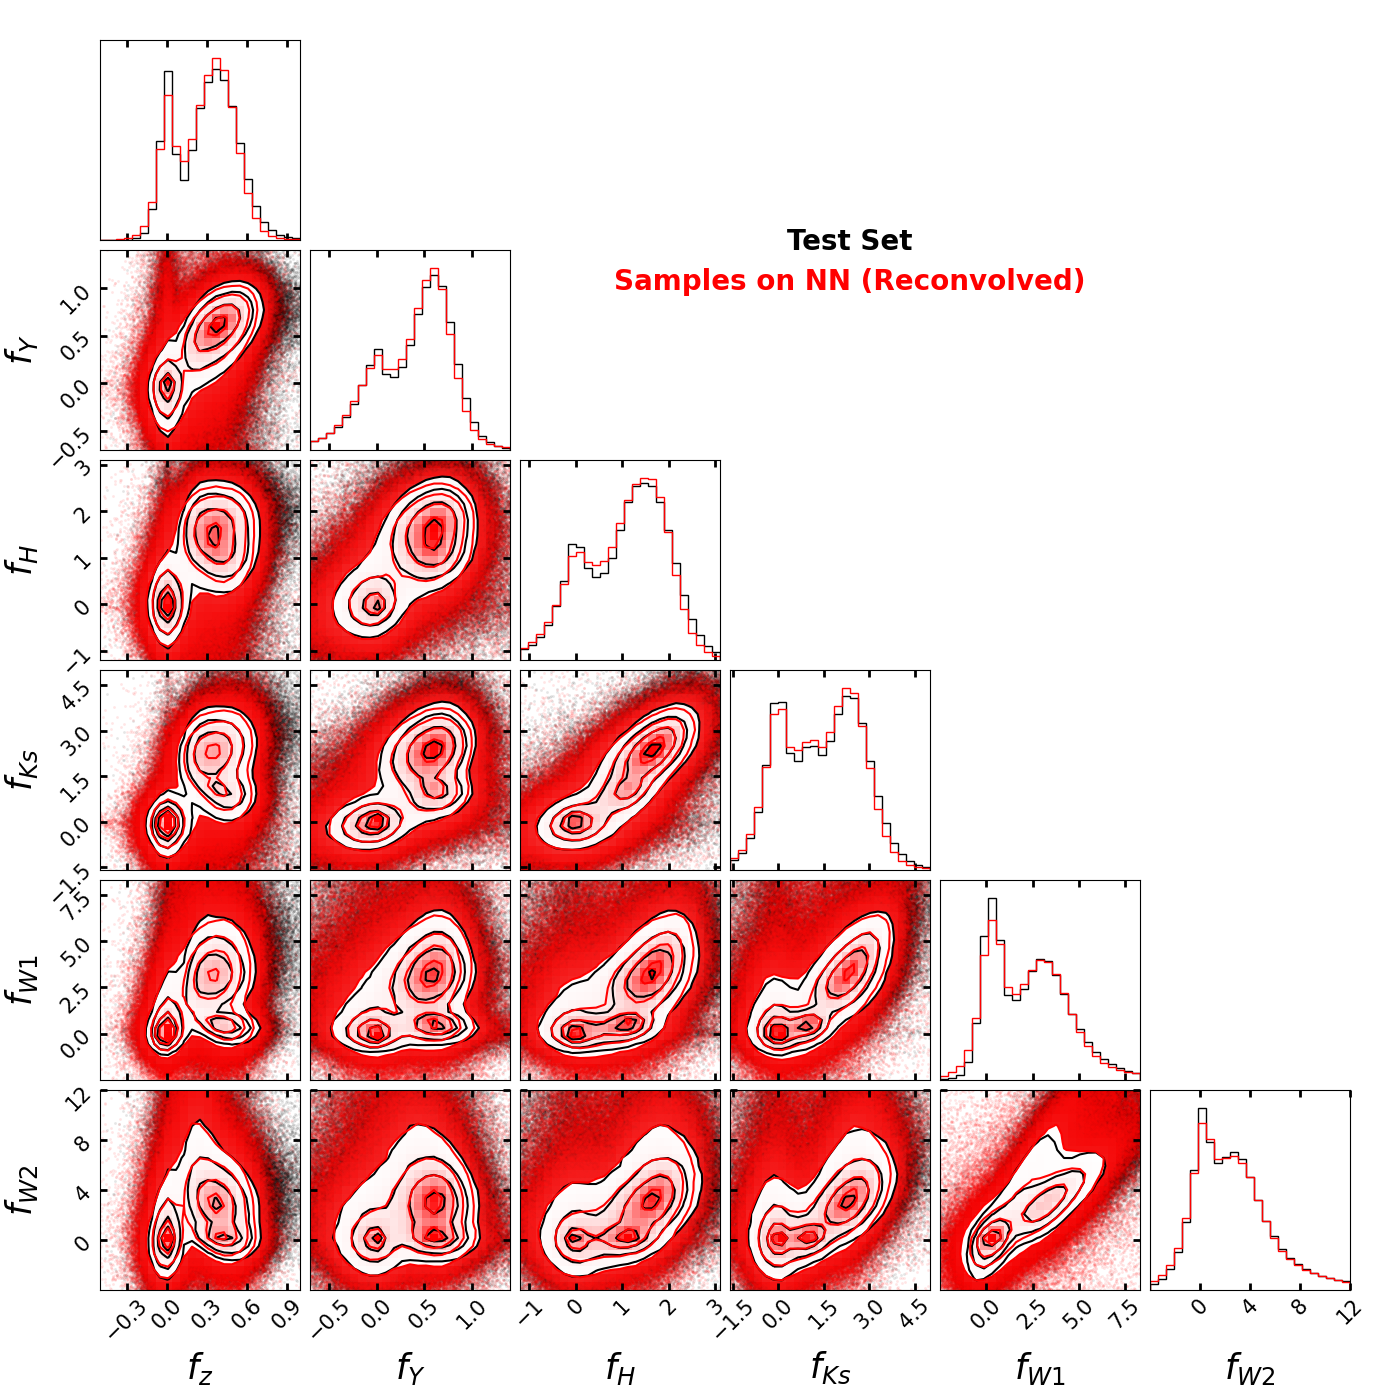 Test Set
Samples on NN (Reconvolved)
f_Y
1.0
0.5
0.0
−0.5
f_H
3
2
1
0
−1
f_Ks
4.5
3.0
1.5
0.0
−1.5
f_W1
7.5
5.0
2.5
0.0
f_W2
12
8
4
0
−0.3 0.0 0.3 0.6 0.9 −0.5 0.0 0.5 1.0 −1 0 1 2 3 −1.5 0.0 1.5 3.0 4.5 0.0 2.5 5.0 7.5 0 4 8 12
f_z f_Y f_H f_Ks f_W1 f_W2